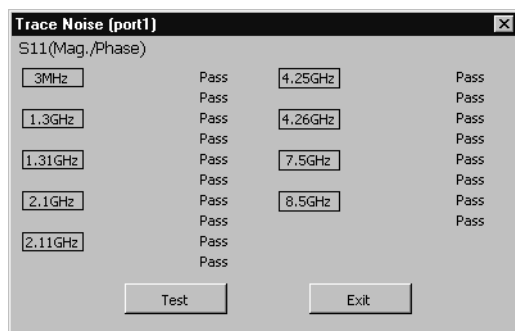 Trace Noise (port1)
S11(Mag./Phase)
3MHz Pass 4.25GHz Pass
Pass Pass
1.3GHz Pass 4.26GHz Pass
Pass Pass
1.31GHz Pass 7.5GHz Pass
Pass Pass
2.1GHz Pass 8.5GHz Pass
Pass Pass
2.11GHz Pass
Pass
Test Exit